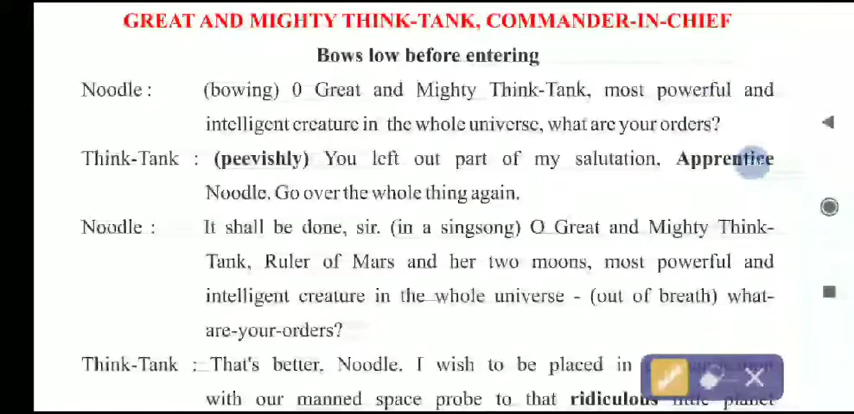 GREAT AND MIGHTY THINK-TANK, COMMANDER-IN-CHIEF
Bows low before entering
Noodle : (bowing) 0 Great and Mighty Think-Tank, most powerful and
intelligent creature in the whole universe, what are your orders?
Think-Tank : (peevishly) You left out part of my salutation, Apprentice
Noodle, Go over the whole thing again.
Noodle : It shall be done, sir. (in a singsong) O Great and Mighty Think-
Tank, Ruler of Mars and her two moons, most powerful and
intelligent creature in the whole universe - (out of breath) what-
are-your-orders?
Think-Tank : That's better, Noodle. I wish to be placed in
with our manned space probe to that ridiculous little planet